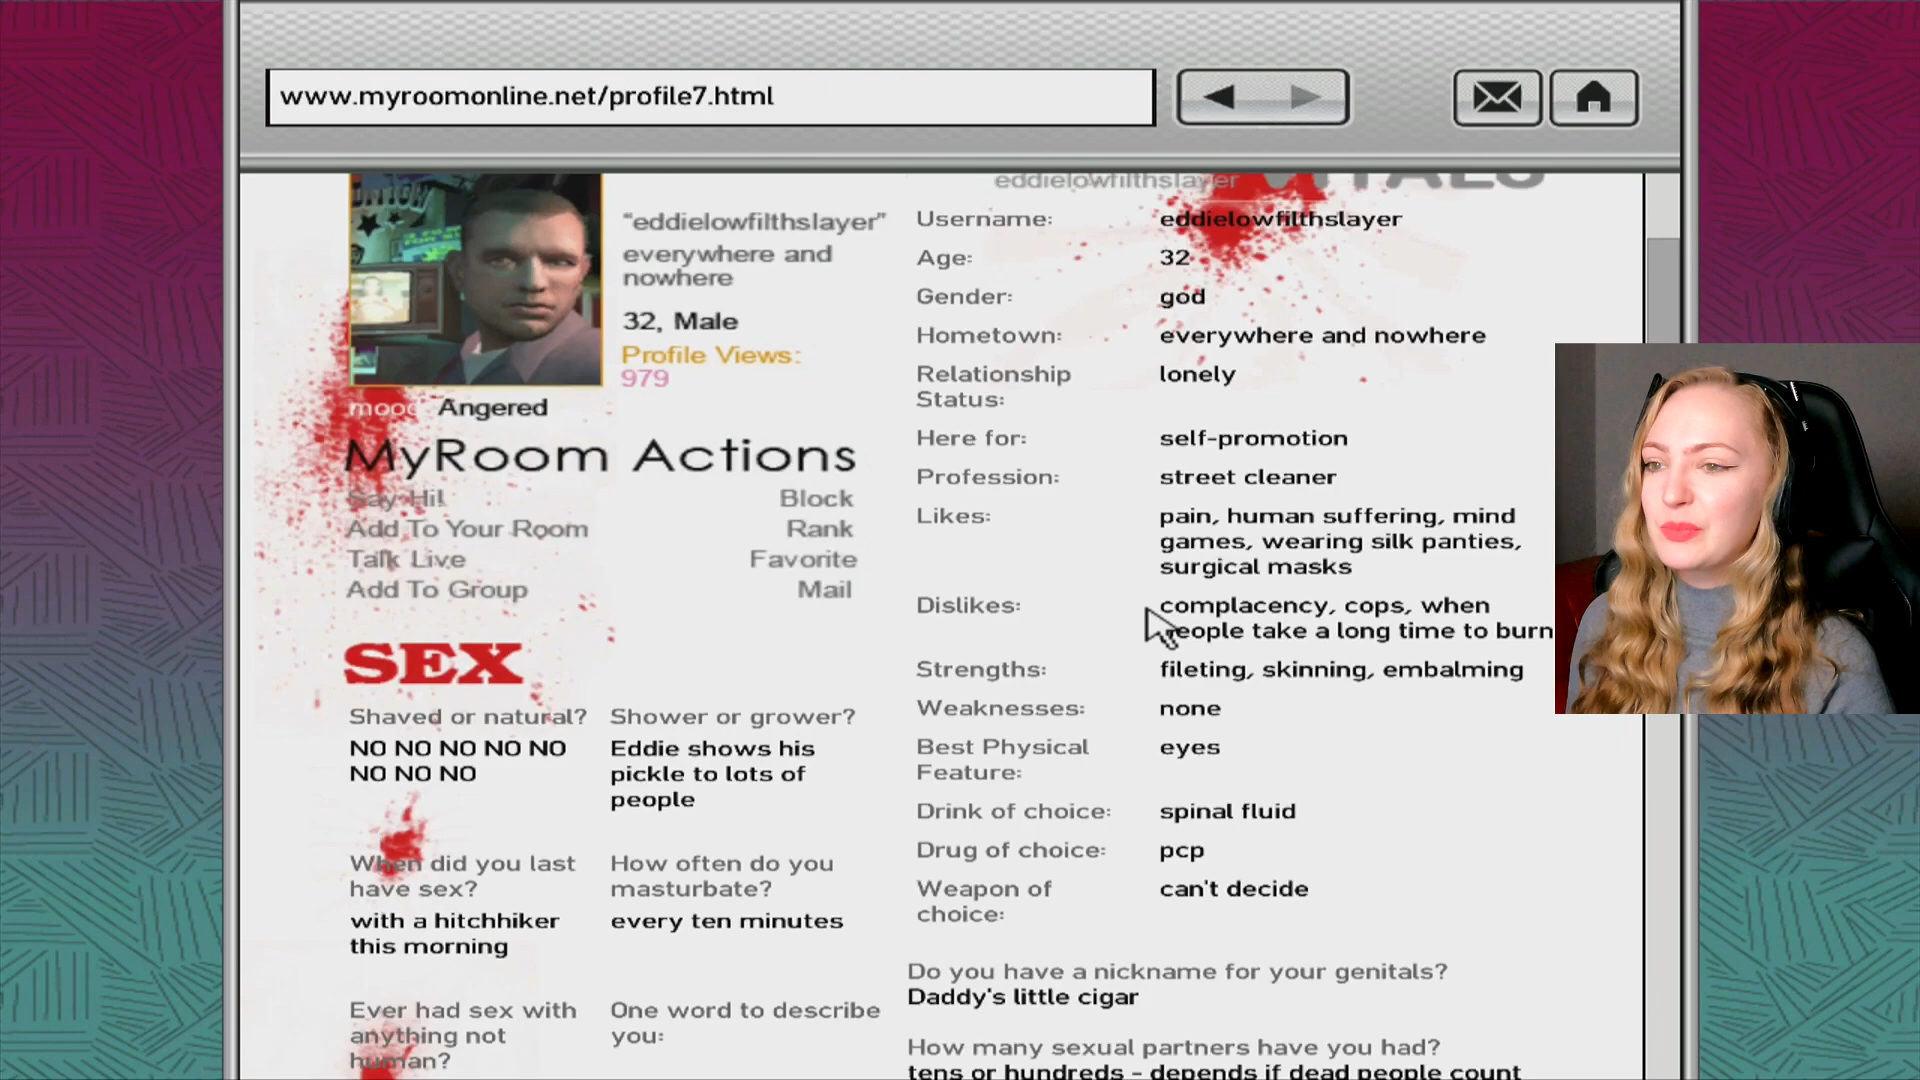 www.myroomonline.net/profile7.html
eddielowfilthslayer
"eddielowfilthslayer"
everywhere and
nowhere
32, Male
Profile Views:
979
mood Angered
MyRoom Actions
Say Hi! Block
Add To Your Room Rank
Talk Live Favorite
Add To Group Mail
SEX
Shaved or natural? Shower or grower?
NO NO NO NO NO Eddie shows his
NO NO NO pickle to lots of
people
When did you last How often do you
have sex? masturbate?
with a hitchhiker every ten minutes
this morning
Ever had sex with One word to describe
anything not you:
human?
Username: eddielowfilthslayer
Age: 32
Gender: god
Hometown: everywhere and nowhere
Relationship lonely
Status:
Here for: self-promotion
Profession: street cleaner
Likes: pain, human suffering, mind
games, wearing silk panties,
surgical masks
Dislikes: complacency, cops, when
people take a long time to burn
Strengths: fileting, skinning, embalming
Weaknesses: none
Best Physical eyes
Feature:
Drink of choice: spinal fluid
Drug of choice: pcp
Weapon of can't decide
choice:
Do you have a nickname for your genitals?
Daddy's little cigar
How many sexual partners have you had?
tens or hundreds - depends if dead people count